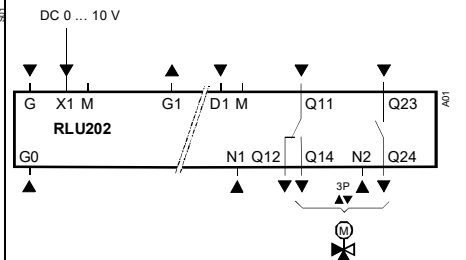 DC 0 ... 10 V
G X1 M G1 D1 M Q11 Q23
RLU202
G0 N1 Q12 Q14 N2 Q24
3P
M
A01